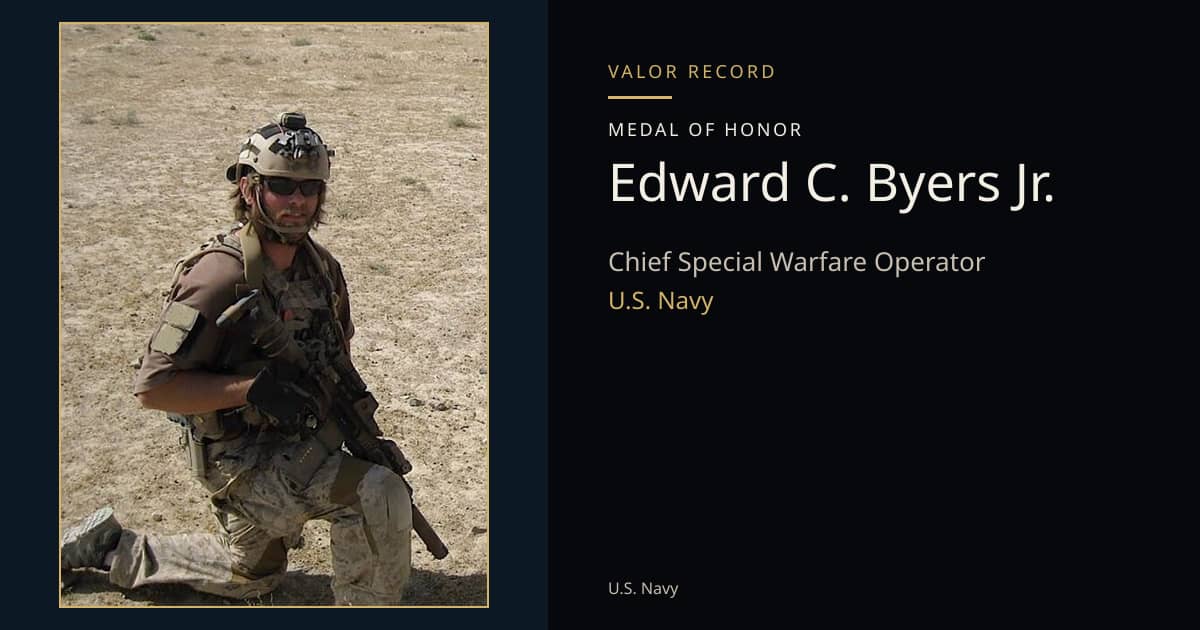 VALOR RECORD
MEDAL OF HONOR
Edward C. Byers Jr.
Chief Special Warfare Operator
U.S. Navy
U.S. Navy